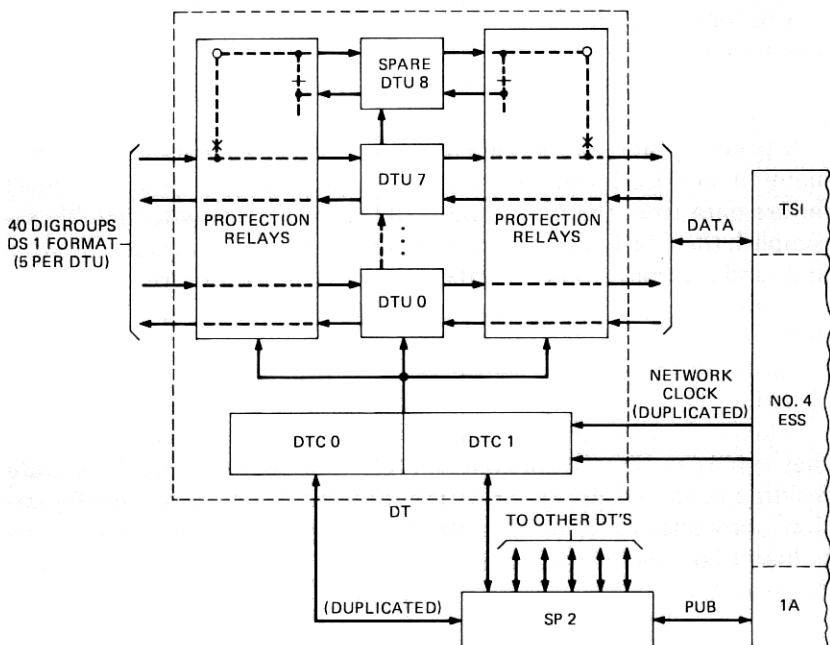 SPARE
DTU 8
DTU 7
PROTECTION
RELAYS
PROTECTION
RELAYS
DTU 0
40 DIGROUPS
DS 1 FORMAT
(5 PER DTU)
DATA
TSI
NETWORK
CLOCK
(DUPLICATED)
NO. 4
ESS
DTC 0
DTC 1
DT
TO OTHER DT'S
(DUPLICATED)
SP 2
PUB
1A